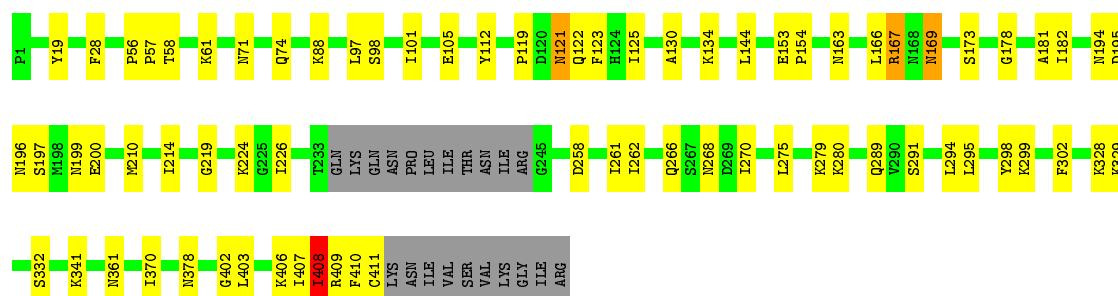 P1 Y19 F28 P56 P57 T58 K61 N71 Q74 K88 L97 S98 I101 E105 Y112 P119 D120 N121 Q122 F123 H124 I125 A130 K134 L144 E153 P154 N163 L166 R167 N168 N169 S173 G178 A181 I182 N194 D195
N196 S197 M198 N199 E200 M210 I214 G219 K224 G225 I226 T233 GLN LYS GLN ASN PRO LEU ILE THR ASN ILE ARG G245 D258 I261 I262 Q266 S267 N268 D269 I270 L275 K279 K280 Q289 V290 S291 L294 L295 Y298 K299 F302 K328 K329
S332 K341 N361 I370 N378 G402 L403 K406 I407 I408 R409 F410 C411 LYS ASN ILE VAL SER VAL LYS GLY ILE ARG